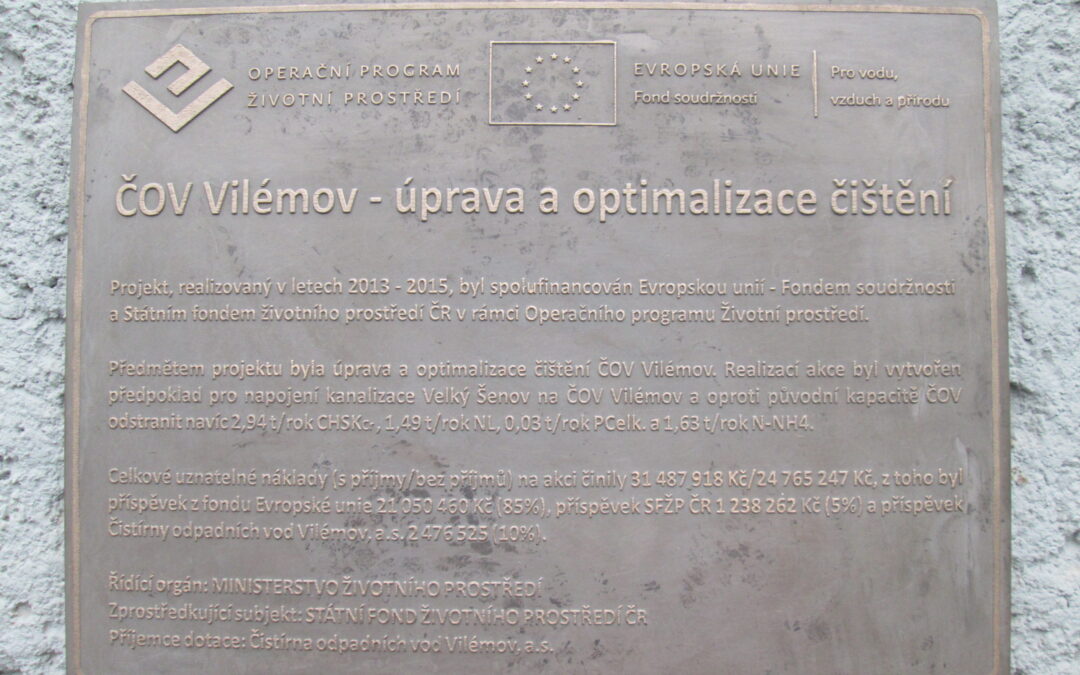 OPERAČNÍ PROGRAM
ŽIVOTNÍ PROSTŘEDÍ
EVROPSKÁ UNIE
Fond soudržnosti
Pro vodu,
vzduch a přírodu
ČOV Vilémov - úprava a optimalizace čištění
Projekt, realizovaný v letech 2013 - 2015, byl spolufinancován Evropskou unií - Fondem soudržnosti
a Státním fondem životního prostředí ČR v rámci Operačního programu Životní prostředí.
Předmětem projektu byla úprava a optimalizace čištění ČOV Vilémov. Realizací akce byl vytvořen
předpoklad pro napojení kanalizace Velký Šenov na ČOV Vilémov a oproti původní kapacitě ČOV
odstranit navíc 2,94 t/rok CHSKCr, 1,49 t/rok NL, 0,03 t/rok PCelk. a 1,63 t/rok N-NH4.
Celkové uznatelné náklady (s příjmy/bez příjmů) na akci činily 31 487 918 Kč/24 765 247 Kč, z toho byl
příspěvek z fondu Evropské unie 21 050 460 Kč (85%), příspěvek SFŽP ČR 1 238 262 Kč (5%) a příspěvek
Čistírny odpadních vod Vilémov, a.s. 2 476 525 (10%).
Řídící orgán: MINISTERSTVO ŽIVOTNÍHO PROSTŘEDÍ
Zprostředkující subjekt: STÁTNÍ FOND ŽIVOTNÍHO PROSTŘEDÍ ČR
Příjemce dotace: Čistírna odpadních vod Vilémov, a.s.